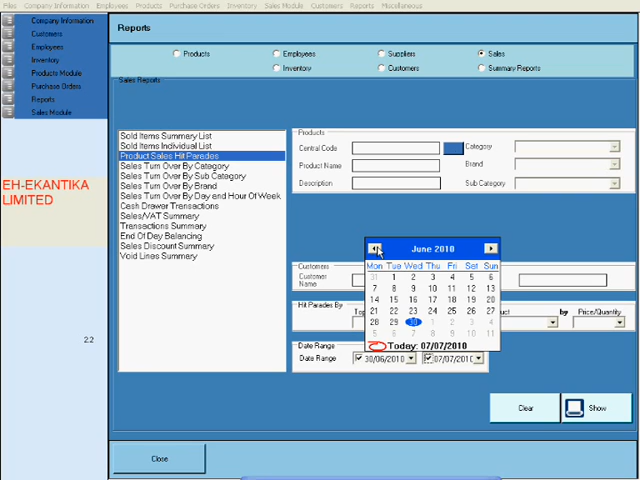 Files Company Information Employees Products Purchase Orders Inventory Sales Module Customers Reports Miscellaneous
Company Information
Customers
Employees
Inventory
Products Module
Purchase Orders
Reports
Sales Module
EH-EKANTIKA
LIMITED
2.2
Reports
Products Employees Suppliers Sales
Inventory Customers Summary Reports
Sales Reports
Sold Items Summary List
Sold Items Individual List
Product Sales Hit Parades
Sales Turn Over By Category
Sales Turn Over By Sub Category
Sales Turn Over By Brand
Sales Turn Over By Day and Hour Of Week
Cash Drawer Transactions
Sales/VAT Summary
Transactions Summary
End Of Day Balancing
Sales Discount Summary
Void Lines Summary
Products
Central Code Category
Product Name Brand
Description Sub Category
June 2010
Mon Tue Wed Thu Fri Sat Sun
31 1 2 3 4 5 6
7 8 9 10 11 12 13
14 15 16 17 18 19 20
21 22 23 24 25 26 27
28 29 30 1 2 3 4
5 6 7 8 9 10 11
Today: 07/07/2010
Customers
Customer
Name
Hit Parades By
by Price/Quantity
Date Range
Date Range 30/06/2010 07/07/2010
Clear Show
Close